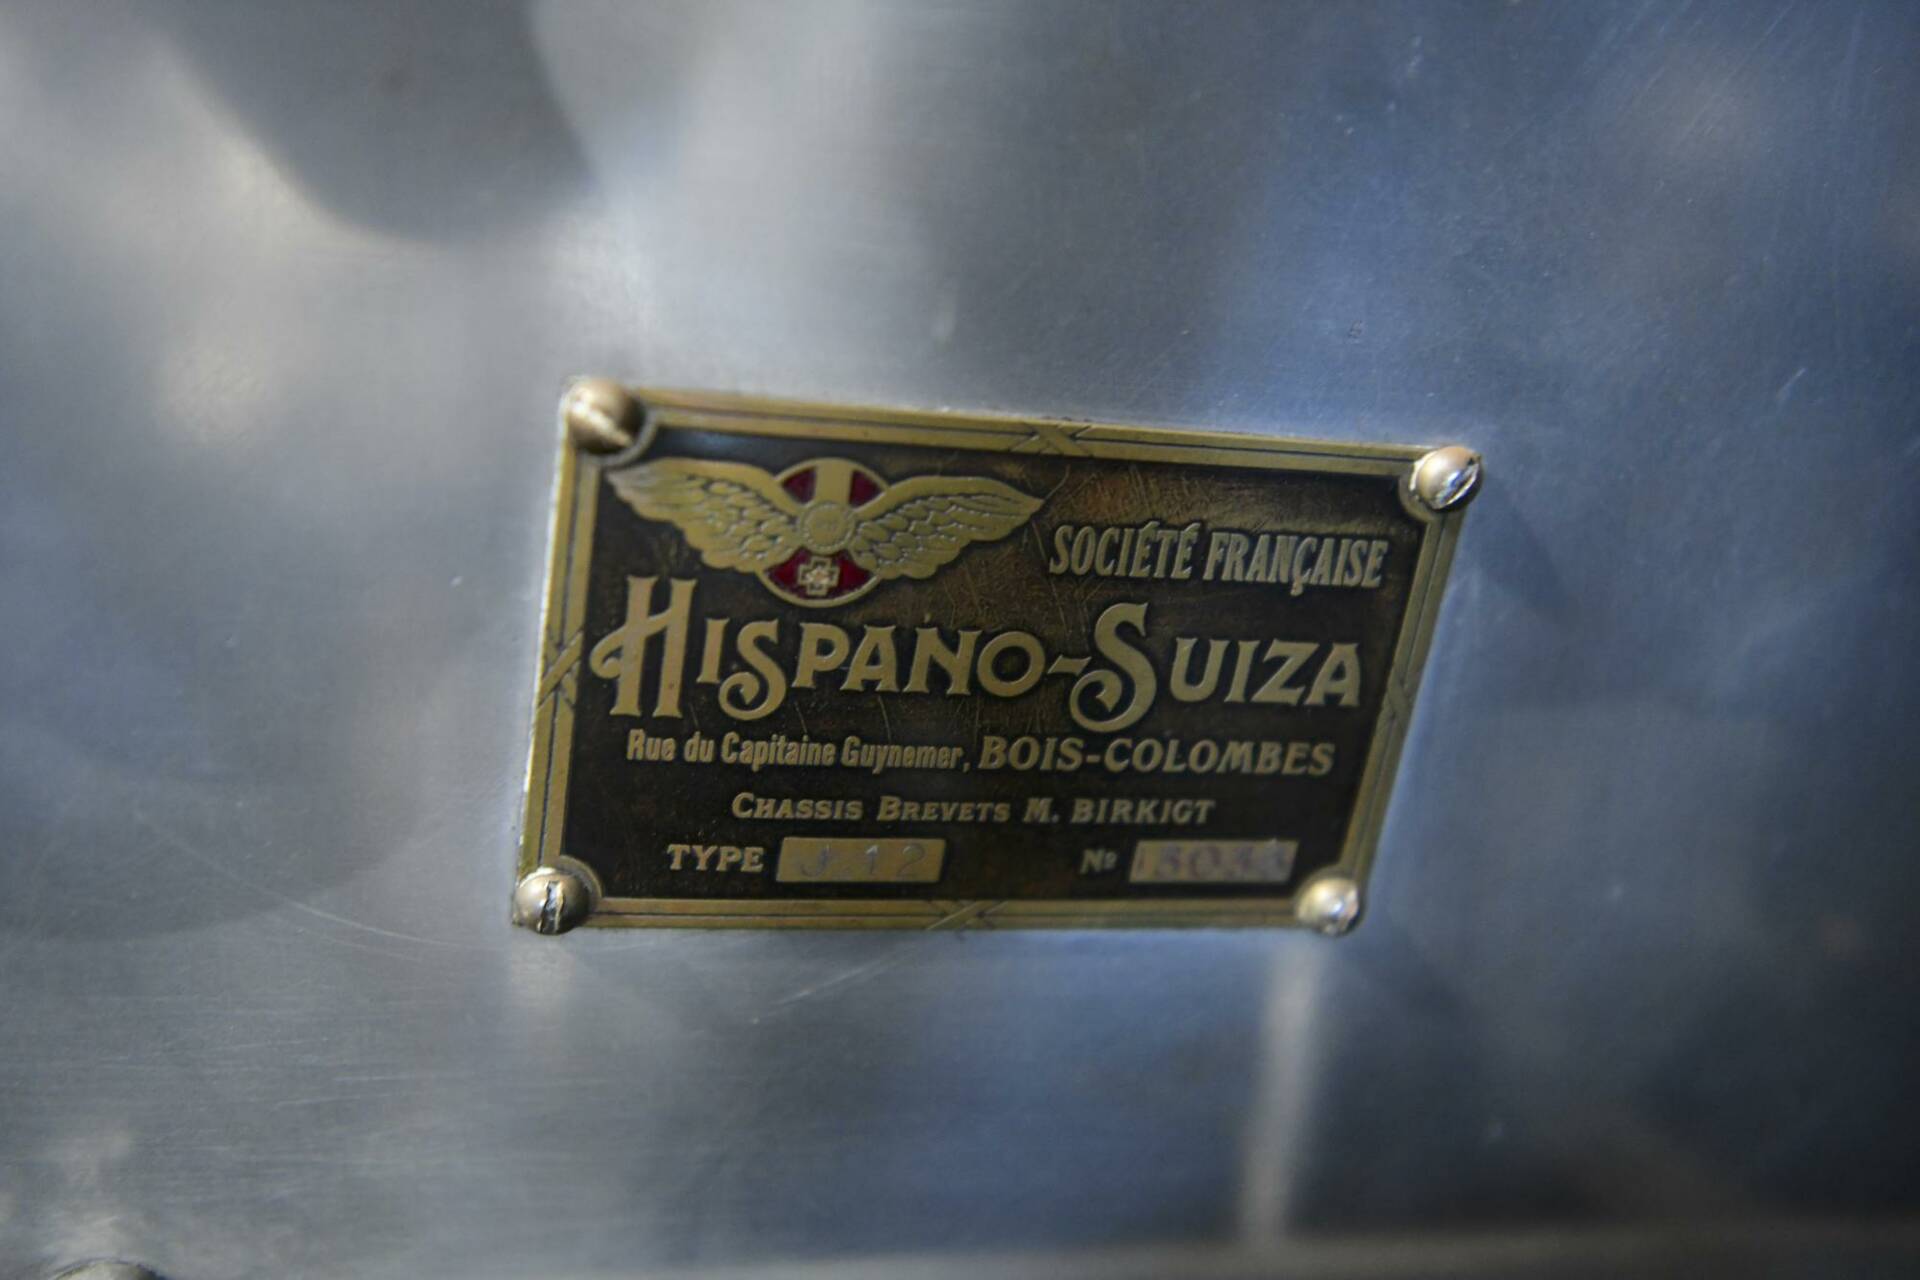 SOCIÉTÉ FRANÇAISE
HISPANO-SUIZA
Rue du Capitaine Guynemer, BOIS-COLOMBES
CHASSIS BREVETS M. BIRKIGT
TYPE J.12 Nº